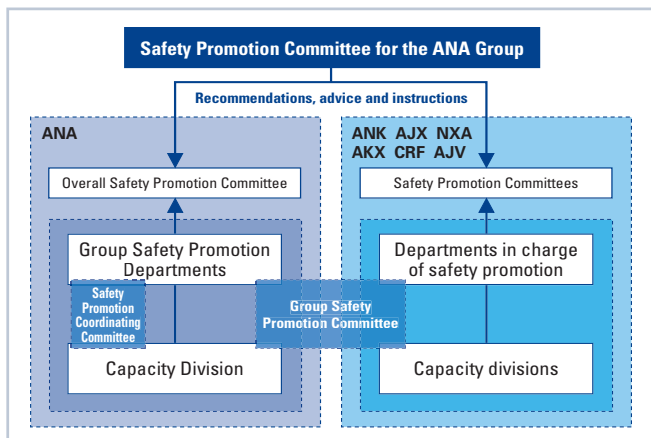 Safety Promotion Committee for the ANA Group
Recommendations, advice and instructions
ANA
Overall Safety Promotion Committee
Group Safety Promotion
Departments
Safety
Promotion
Coordinating
Committee
Capacity Division
Group Safety
Promotion Committee
ANK AJX NXA
AKX CRF AJV
Safety Promotion Committees
Departments in charge
of safety promotion
Capacity divisions